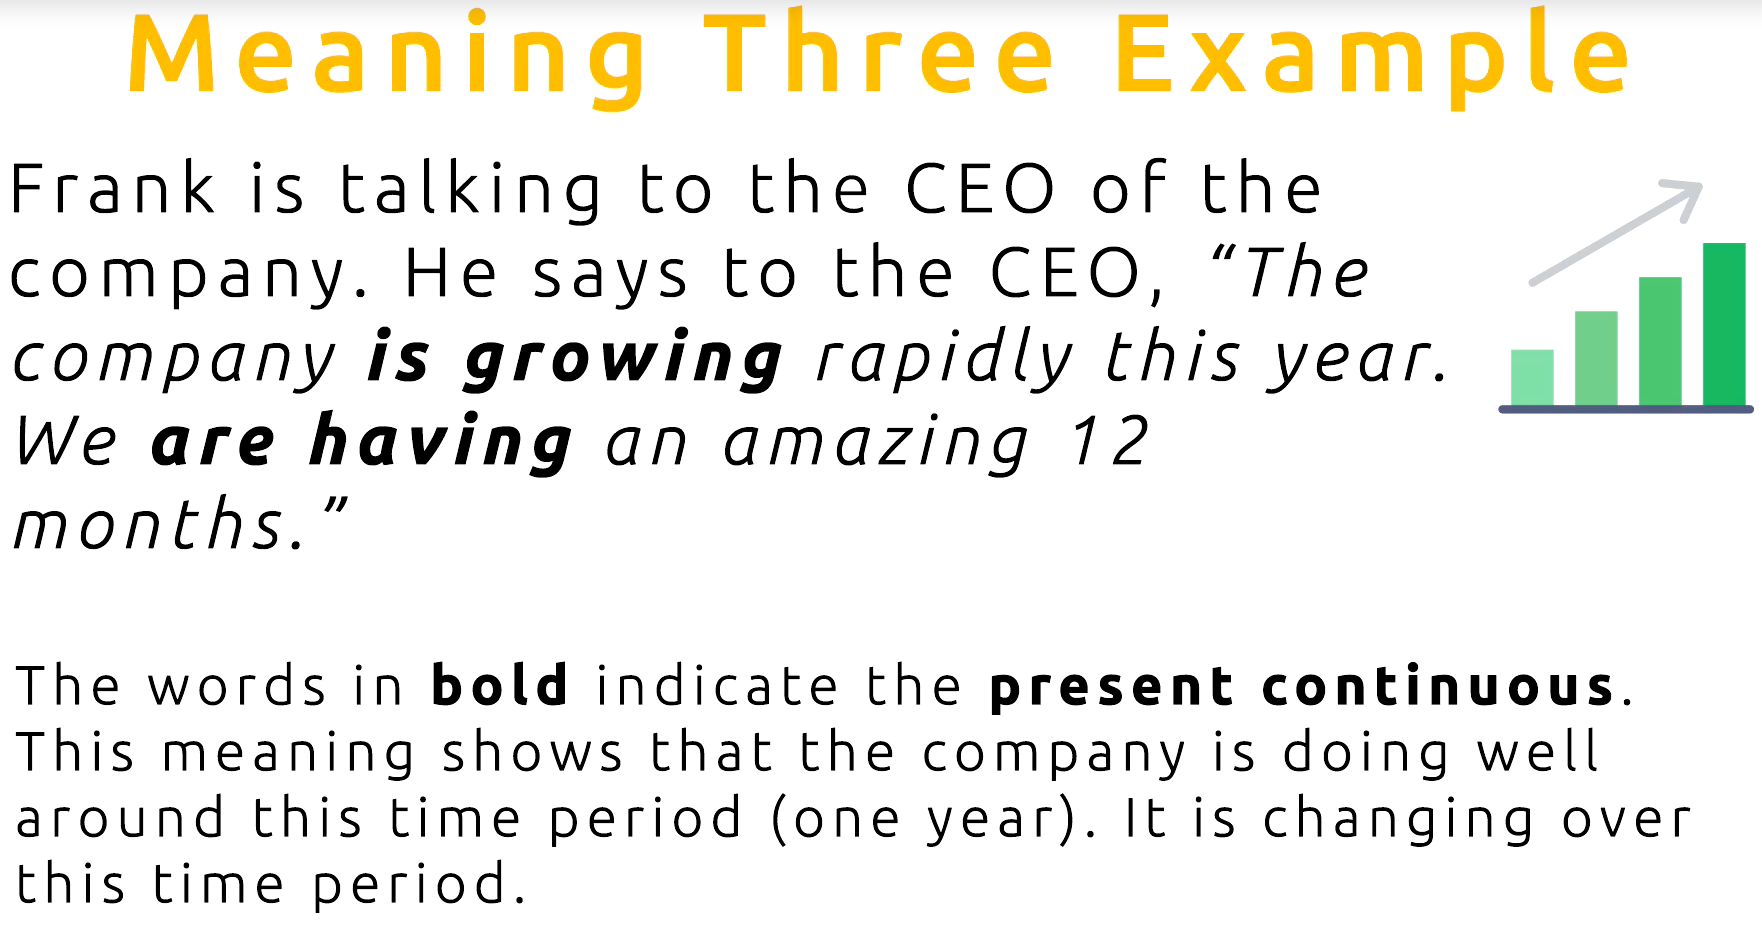 Meaning Three Example
Frank is talking to the CEO of the
company. He says to the CEO, “The
company is growing rapidly this year.
We are having an amazing 12
months.”
The words in bold indicate the present continuous.
This meaning shows that the company is doing well
around this time period (one year). It is changing over
this time period.